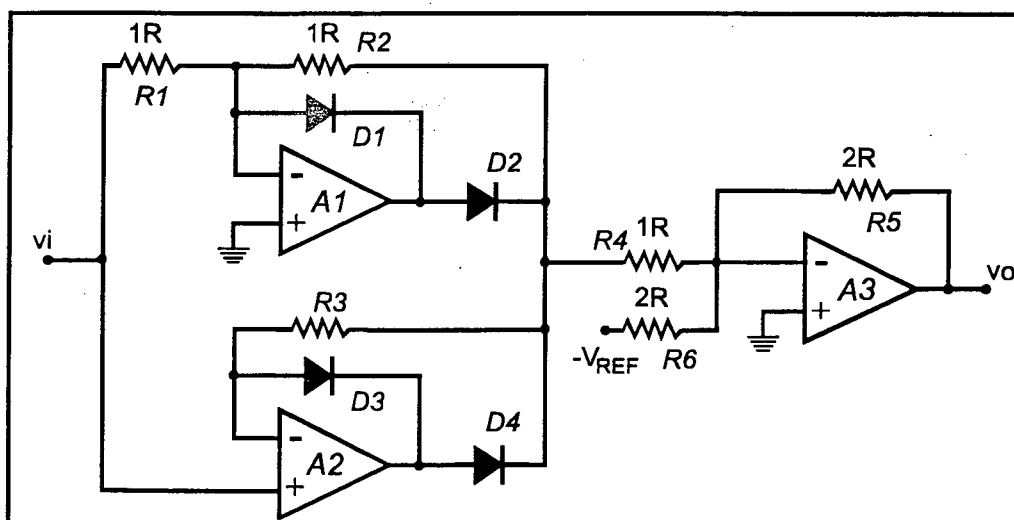 1R
1R
R2
R1
D1
D2
2R
-
A1
+
R5
vi
R4
1R
-
A3
vo
+
R3
2R
-VREF
R6
D3
D4
-
A2
+